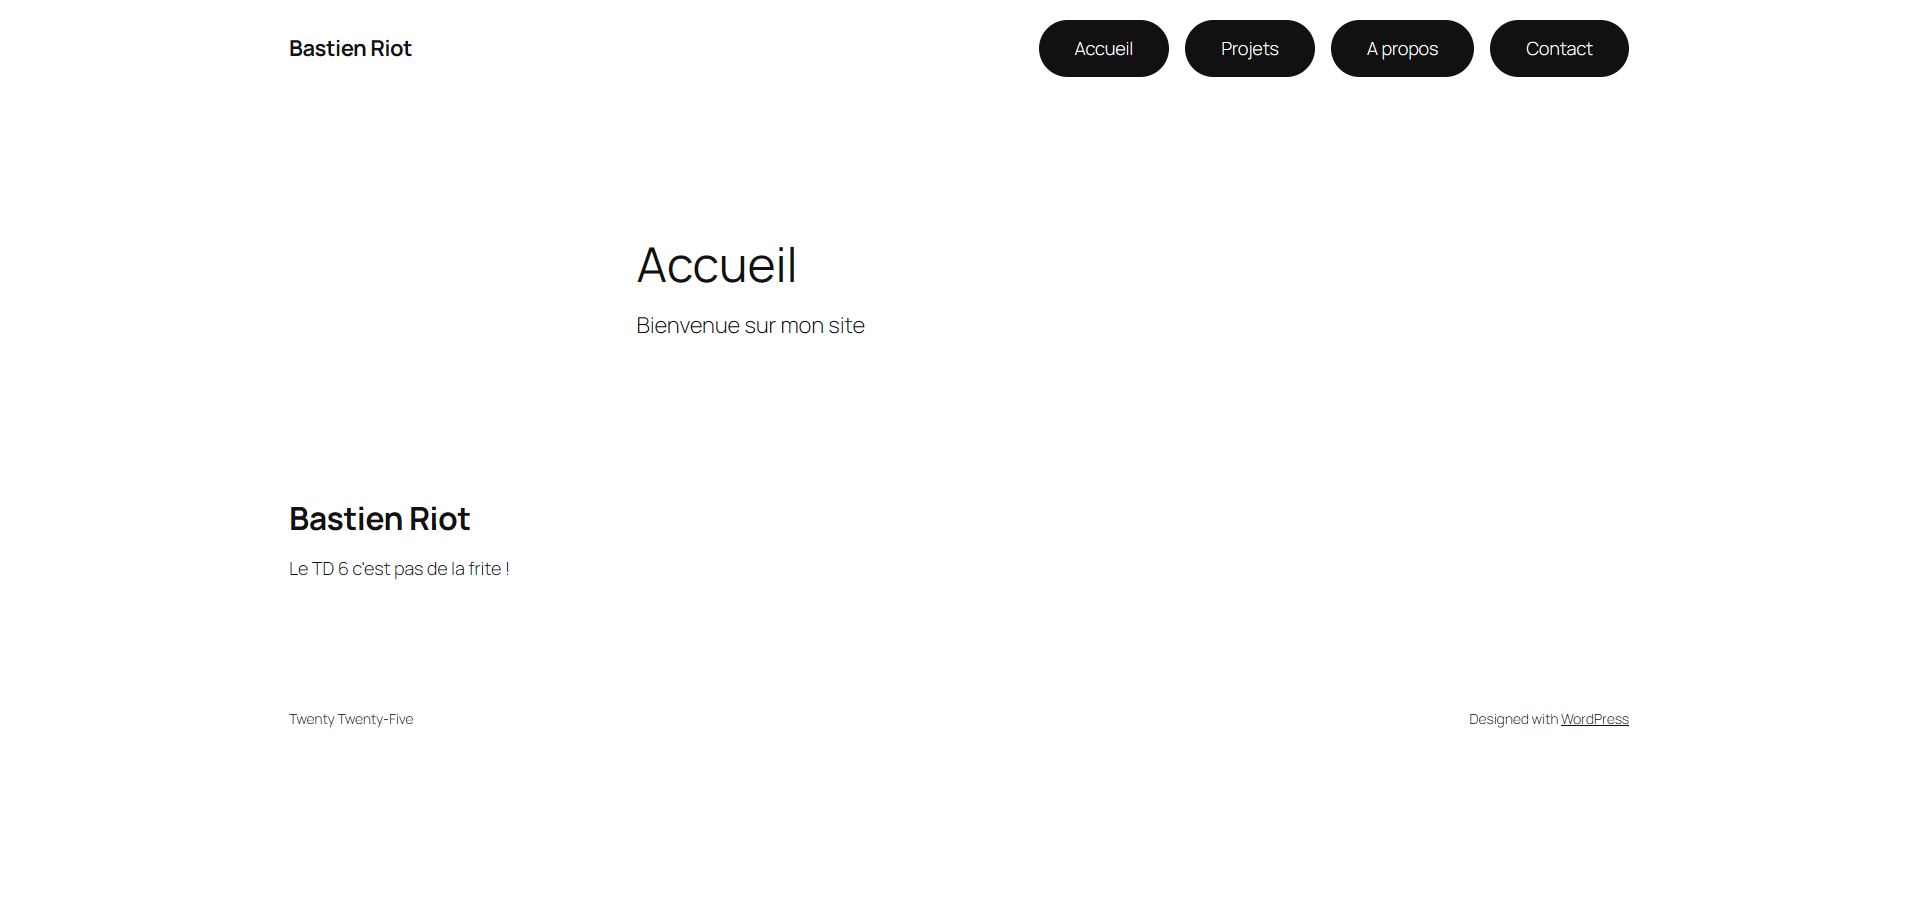 Bastien Riot
Accueil
Projets
A propos
Contact
Accueil
Bienvenue sur mon site
Bastien Riot
Le TD 6 c'est pas de la frite !
Twenty Twenty-Five
Designed with WordPress